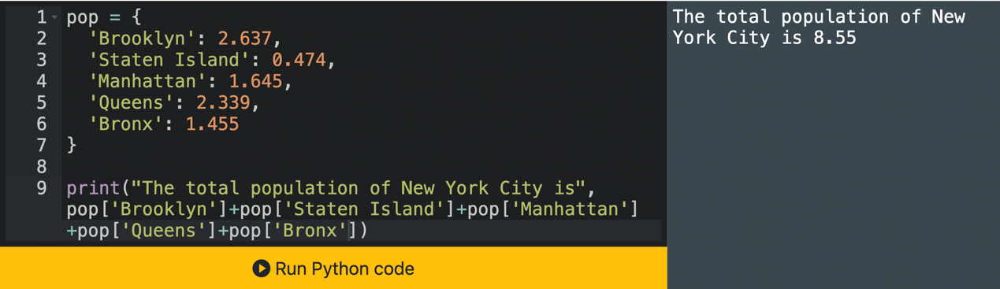 1 pop = {
2   'Brooklyn': 2.637,
3   'Staten Island': 0.474,
4   'Manhattan': 1.645,
5   'Queens': 2.339,
6   'Bronx': 1.455
7 }
8
9 print("The total population of New York City is",
pop['Brooklyn']+pop['Staten Island']+pop['Manhattan']
+pop['Queens']+pop['Bronx'])
Run Python code
The total population of New
York City is 8.55